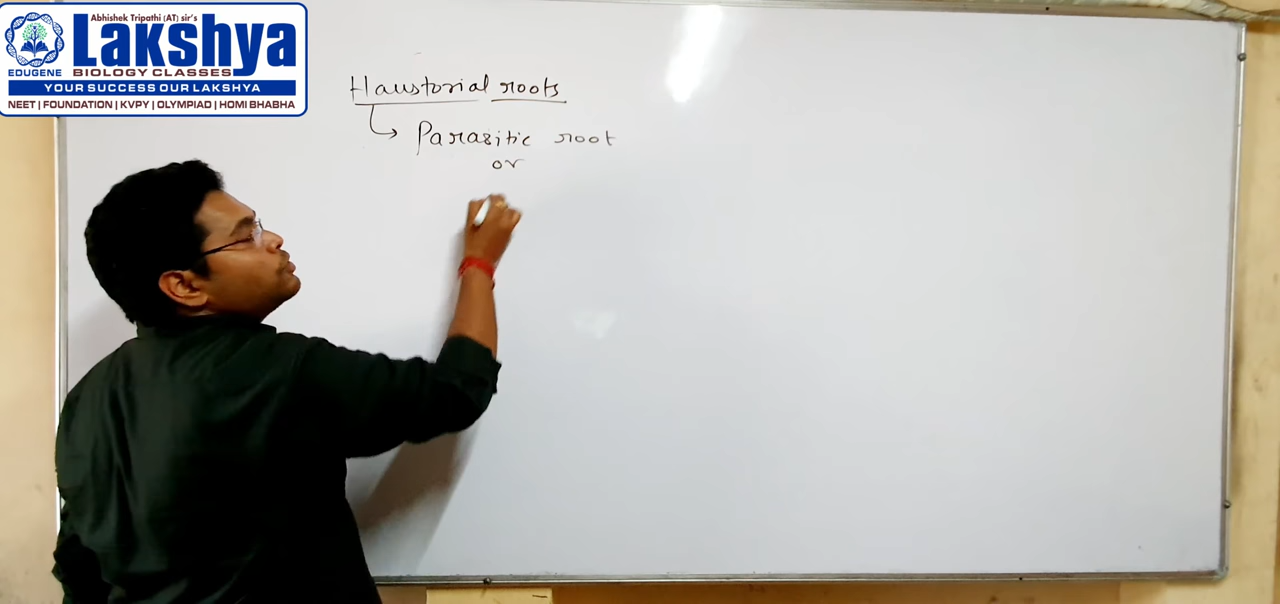 Abhishek Tripathi (AT) sir's
Lakshya
EDUGENE
BIOLOGY CLASSES
YOUR SUCCESS OUR LAKSHYA
NEET | FOUNDATION | KVPY | OLYMPIAD | HOMI BHABHA
Haustorial roots
Parasitic root
or